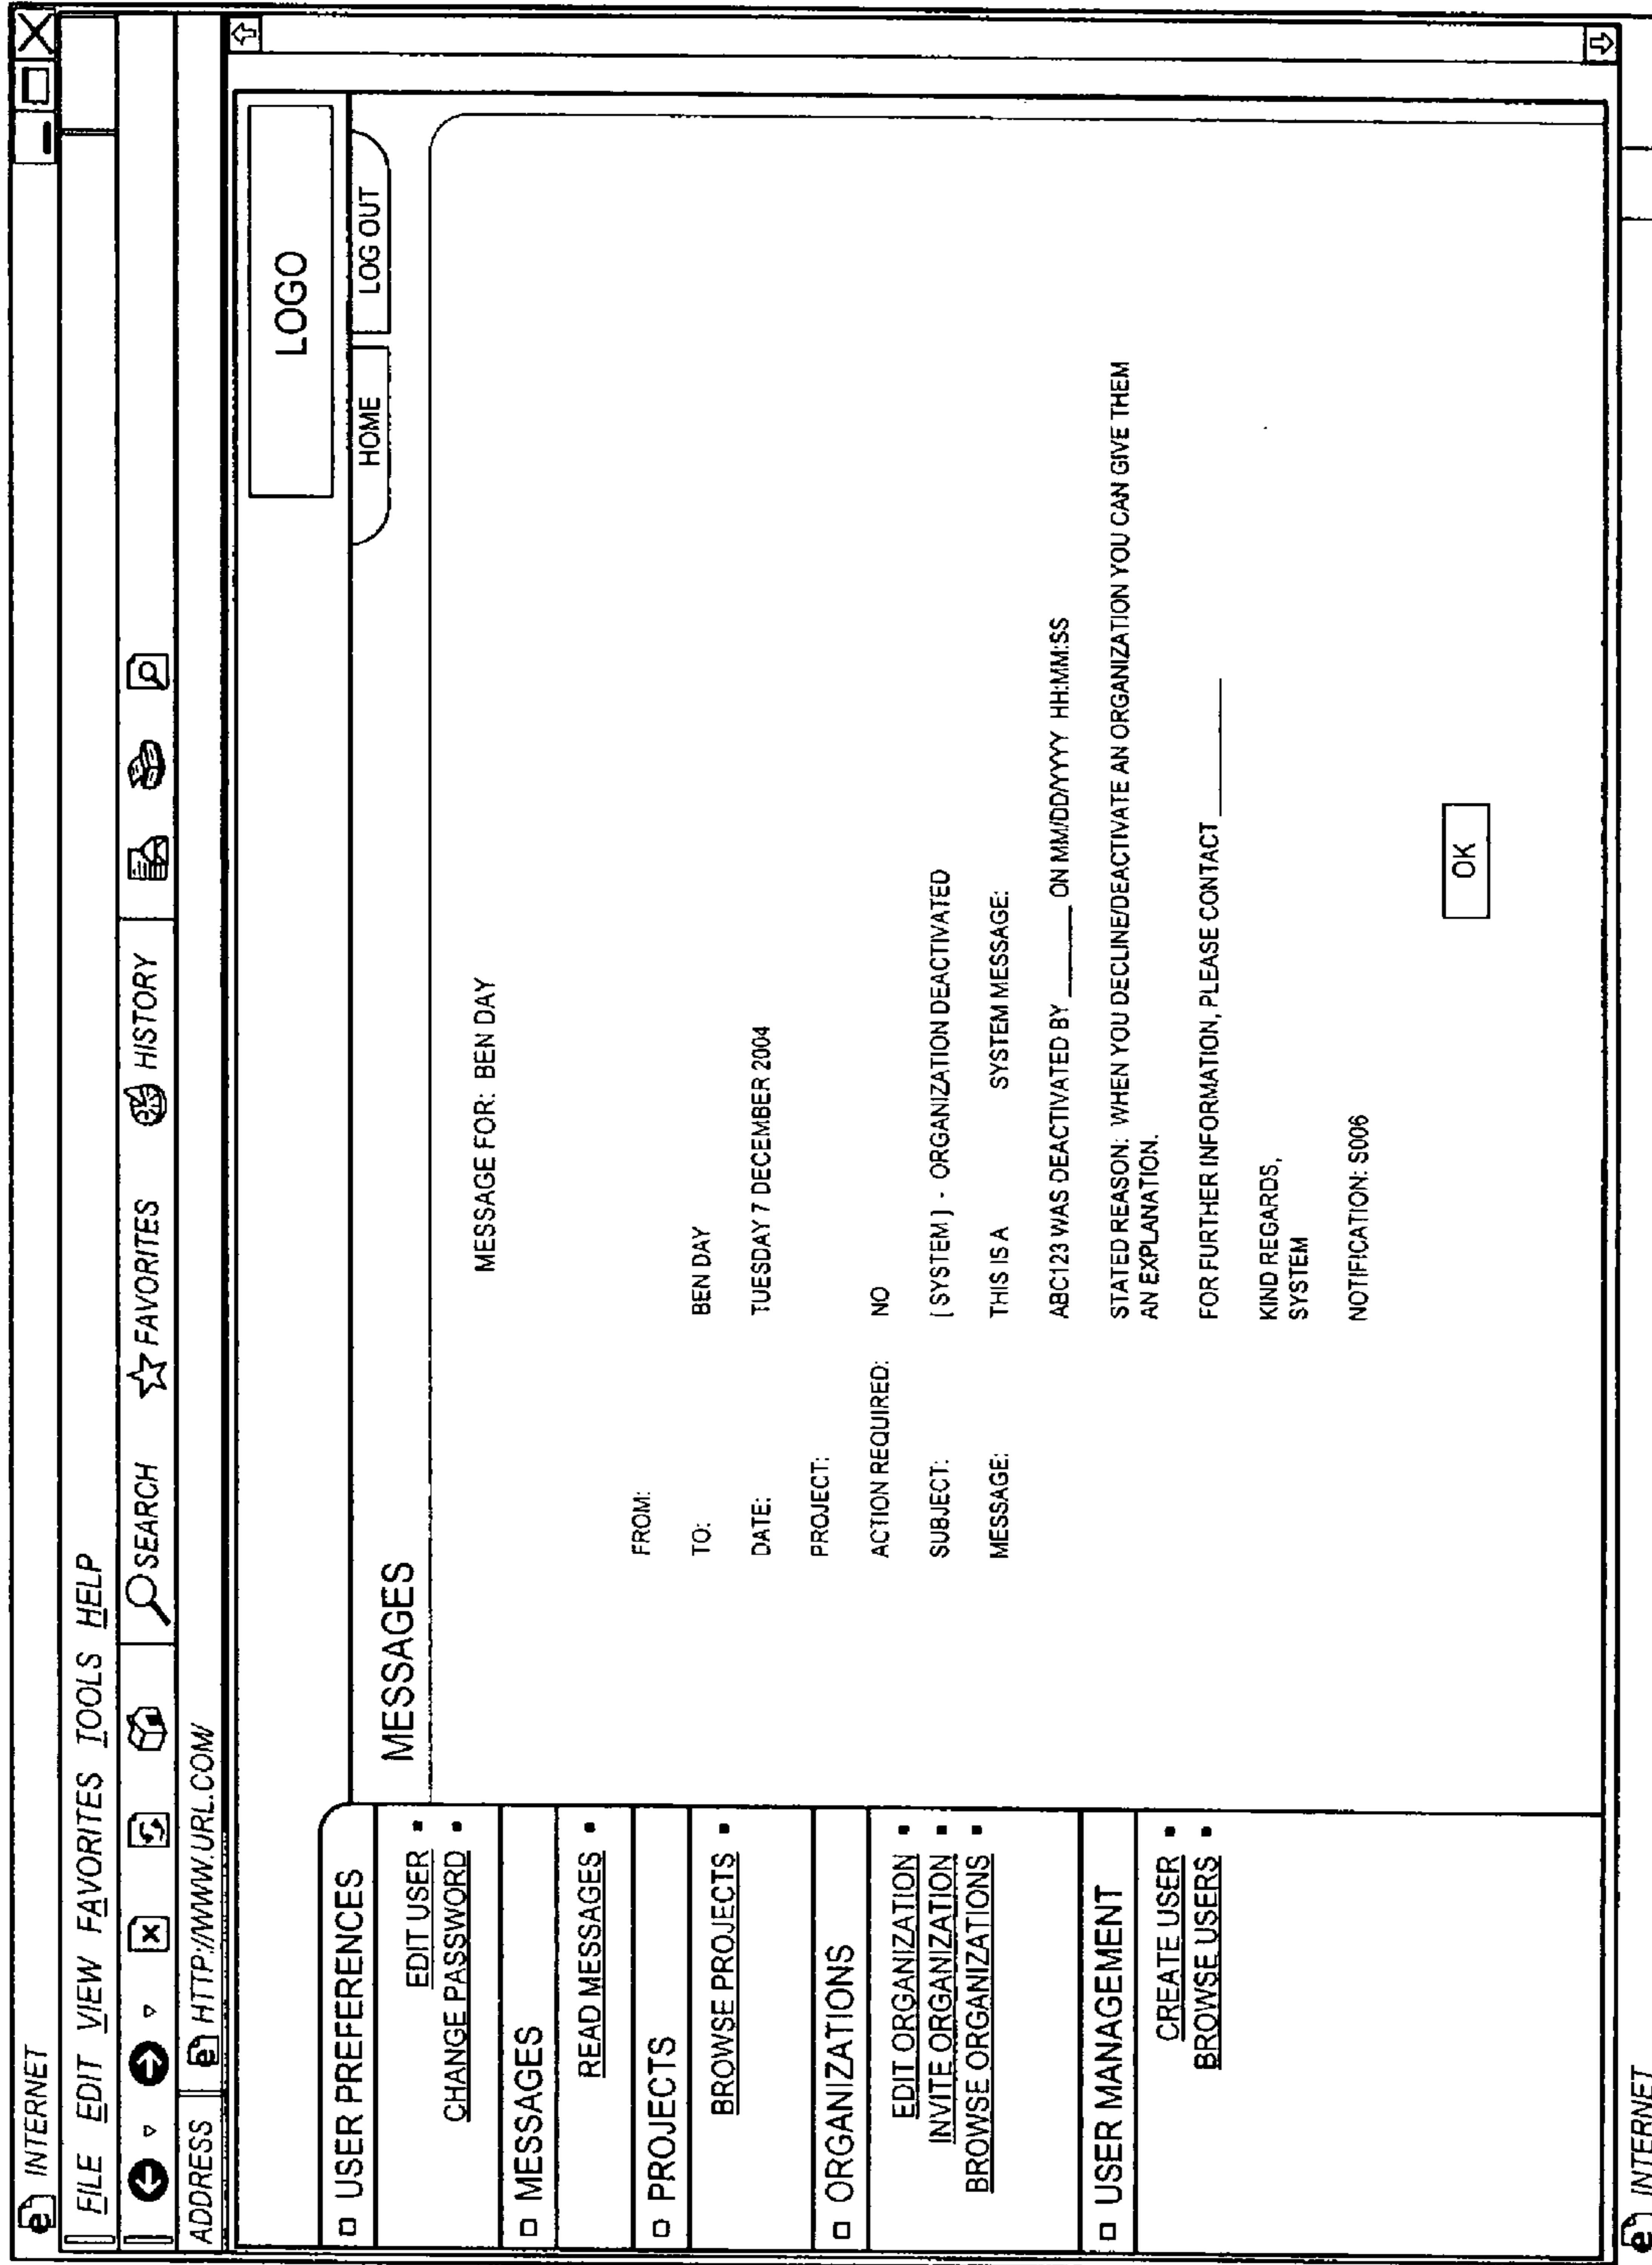 INTERNET
FILE EDIT VIEW FAVORITES TOOLS HELP
SEARCH FAVORITES HISTORY
ADDRESS HTTP://WWW.URL.COM
LOGO
HOME LOG OUT
USER PREFERENCES
EDIT USER
CHANGE PASSWORD
MESSAGES
READ MESSAGES
PROJECTS
BROWSE PROJECTS
ORGANIZATIONS
EDIT ORGANIZATION
INVITE ORGANIZATION
BROWSE ORGANIZATIONS
USER MANAGEMENT
CREATE USER
BROWSE USERS
MESSAGES
MESSAGE FOR: BEN DAY
FROM:
TO: BEN DAY
DATE: TUESDAY 7 DECEMBER 2004
PROJECT:
ACTION REQUIRED: NO
SUBJECT: [SYSTEM] - ORGANIZATION DEACTIVATED
MESSAGE: THIS IS A SYSTEM MESSAGE:
ABC123 WAS DEACTIVATED BY ______ ON MM/DD/YYYY HH:MM:SS
STATED REASON: WHEN YOU DECLINE/DEACTIVATE AN ORGANIZATION YOU CAN GIVE THEM
AN EXPLANATION.
FOR FURTHER INFORMATION, PLEASE CONTACT __________
KIND REGARDS,
SYSTEM
NOTIFICATION: S006
OK
INTERNET